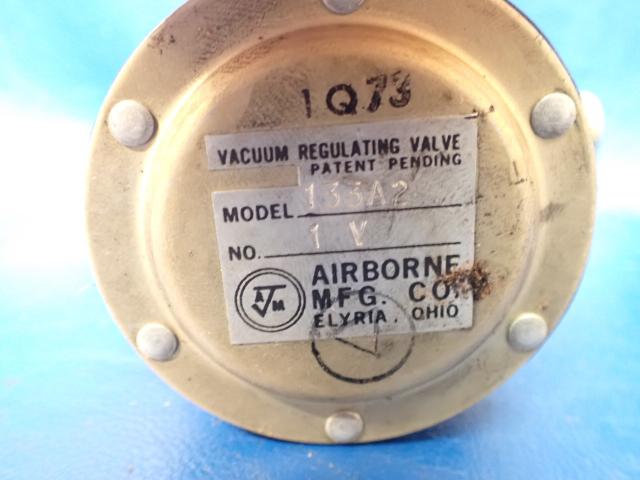 1Q73
VACUUM REGULATING VALVE
PATENT PENDING
MODEL 133A2
NO. 1 V
AIRBORNE
MFG. CO.
ELYRIA, OHIO